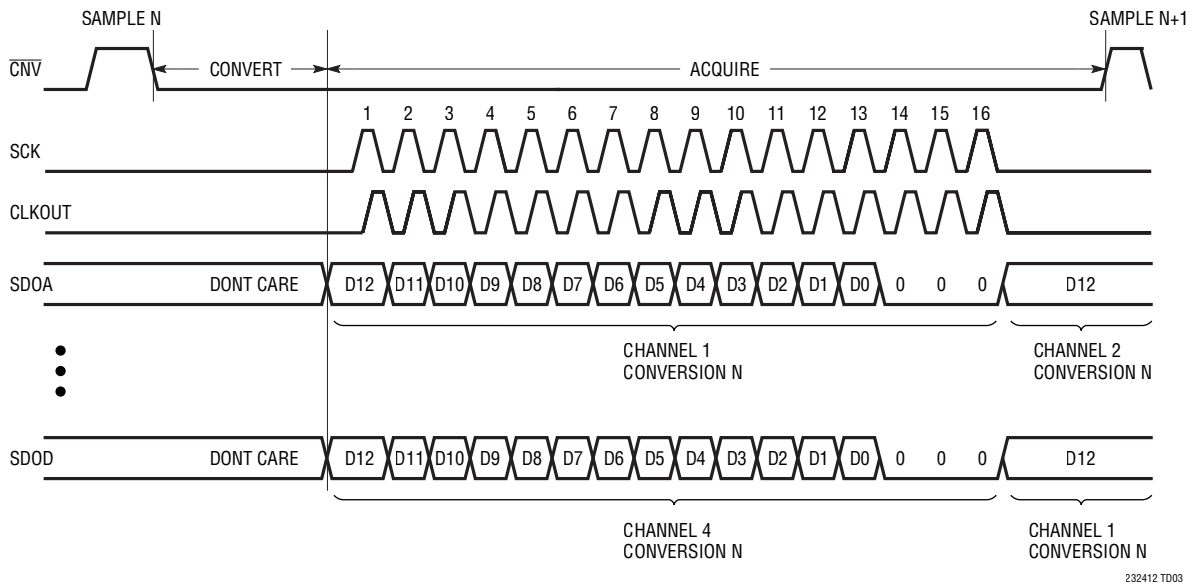 SAMPLE N
SAMPLE N+1
CNV
CONVERT
ACQUIRE
1 2 3 4 5 6 7 8 9 10 11 12 13 14 15 16
SCK
CLKOUT
SDOA
DONT CARE
D12 D11 D10 D9 D8 D7 D6 D5 D4 D3 D2 D1 D0 0 0 0 D12
CHANNEL 1
CONVERSION N
CHANNEL 2
CONVERSION N
SDOD
DONT CARE
D12 D11 D10 D9 D8 D7 D6 D5 D4 D3 D2 D1 D0 0 0 0 D12
CHANNEL 4
CONVERSION N
CHANNEL 1
CONVERSION N
232412 TD03